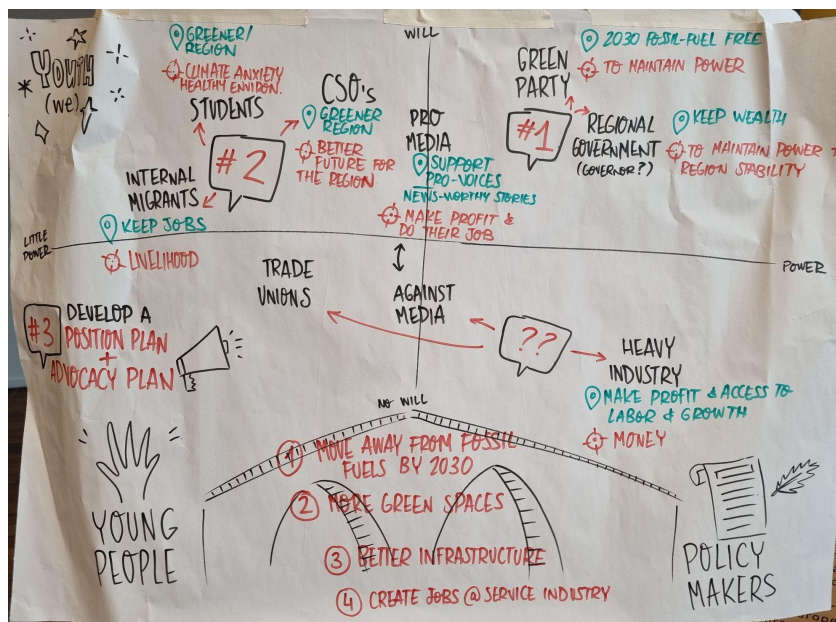 Youth
(we)
GREENER/
REGION
CLIMATE ANXIETY
HEALTHY ENVIRON.
STUDENTS
CSO's
GREENER
REGION
BETTER
FUTURE FOR
THE REGION
#2
INTERNAL
MIGRANTS
KEEP JOBS
LIVELIHOOD
WILL
PRO
MEDIA
SUPPORT
PRO-VOICES
NEWS-WORTHY STORIES
MAKE PROFIT &
DO THEIR JOB
GREEN
PARTY
2030 FOSSIL-FUEL FREE
TO MAINTAIN POWER
#1
REGIONAL
GOVERNMENT
(GOVERNOR?)
KEEP WEALTH
TO MAINTAIN POWER
REGION STABILITY
LITTLE
POWER
POWER
TRADE
UNIONS
AGAINST
MEDIA
??
HEAVY
INDUSTRY
MAKE PROFIT & ACCESS TO
LABOR & GROWTH
MONEY
#3
DEVELOP A
POSITION PLAN
+
ADVOCACY PLAN
NO WILL
1 MOVE AWAY FROM FOSSIL
FUELS BY 2030
2 MORE GREEN SPACES
3 BETTER INFRASTRUCTURE
4 CREATE JOBS @ SERVICE INDUSTRY
YOUNG
PEOPLE
POLICY
MAKERS